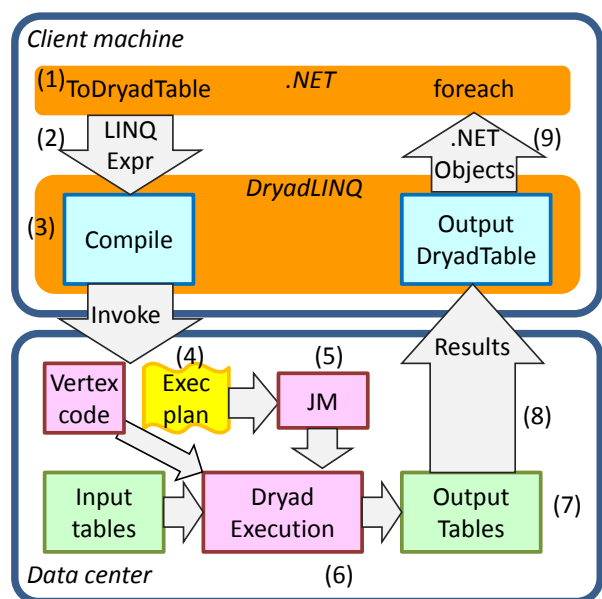 Client machine
(1) ToDryadTable .NET foreach
(2) LINQ
Expr
.NET (9)
Objects
DryadLINQ
(3) Compile
Output
DryadTable
Invoke
Results
(4) (5)
Vertex
code
Exec
plan
JM
(8)
Input
tables
Dryad
Execution
Output
Tables
(7)
Data center
(6)